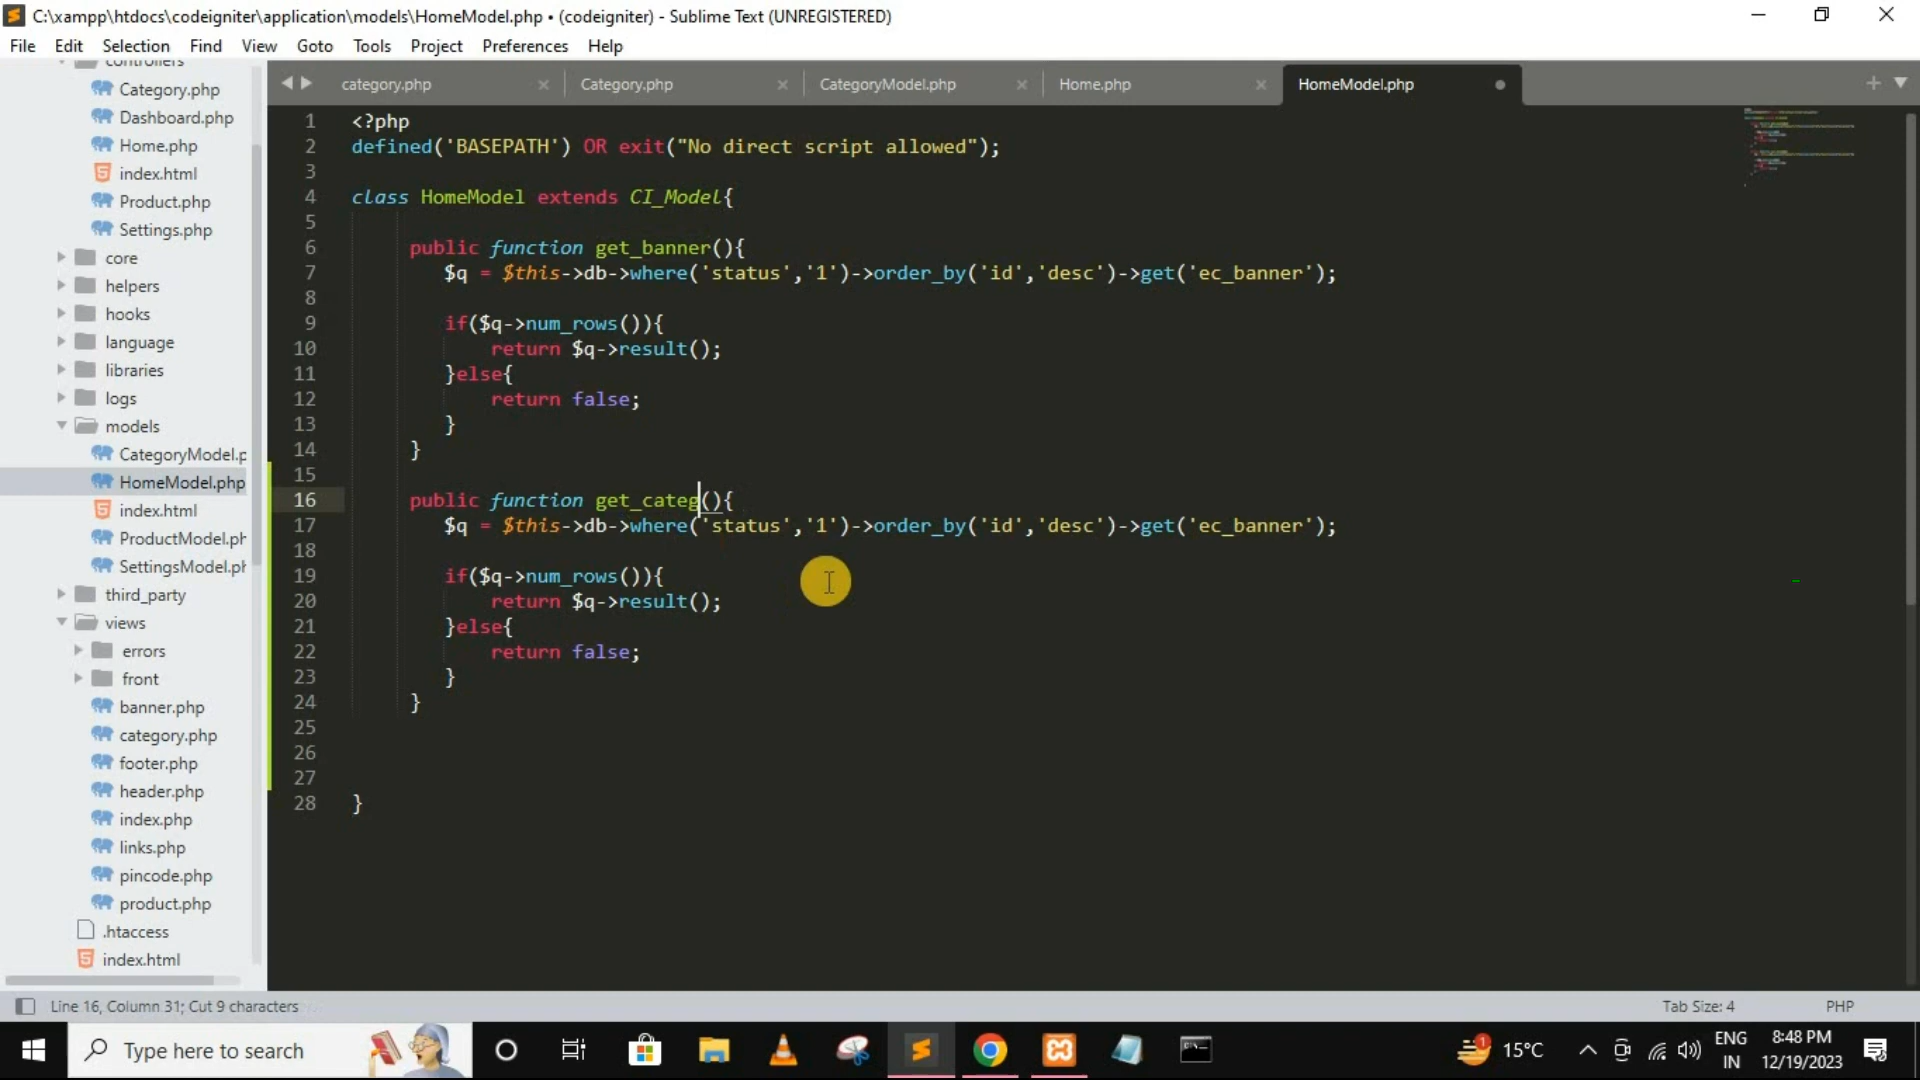 C:\xampp\htdocs\codeigniter\application\models\HomeModel.php • (codeigniter) - Sublime Text (UNREGISTERED)
File Edit Selection Find View Goto Tools Project Preferences Help
controllers
Category.php
Dashboard.php
Home.php
index.html
Product.php
Settings.php
core
helpers
hooks
language
libraries
logs
models
CategoryModel.p
HomeModel.php
index.html
ProductModel.ph
SettingsModel.ph
third_party
views
errors
front
banner.php
category.php
footer.php
header.php
index.php
links.php
pincode.php
product.php
.htaccess
index.html
category.php Category.php CategoryModel.php Home.php HomeModel.php
1 <?php
2 defined('BASEPATH') OR exit("No direct script allowed");
3
4 class HomeModel extends CI_Model{
5
6 public function get_banner(){
7 $q = $this->db->where('status','1')->order_by('id','desc')->get('ec_banner');
8
9 if($q->num_rows()){
10 return $q->result();
11 }else{
12 return false;
13 }
14 }
15
16 public function get_categ(){
17 $q = $this->db->where('status','1')->order_by('id','desc')->get('ec_banner');
18
19 if($q->num_rows()){
20 return $q->result();
21 }else{
22 return false;
23 }
24 }
25
26
27
28 }
Line 16, Column 31; Cut 9 characters Tab Size: 4 PHP
Type here to search
1 15°C
ENG
IN
8:48 PM
12/19/2023